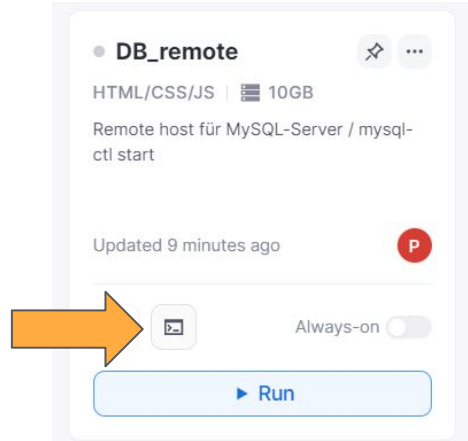 DB_remote
HTML/CSS/JS 10GB
Remote host für MySQL-Server / mysql-
ctl start
Updated 9 minutes ago
P
Always-on
Run